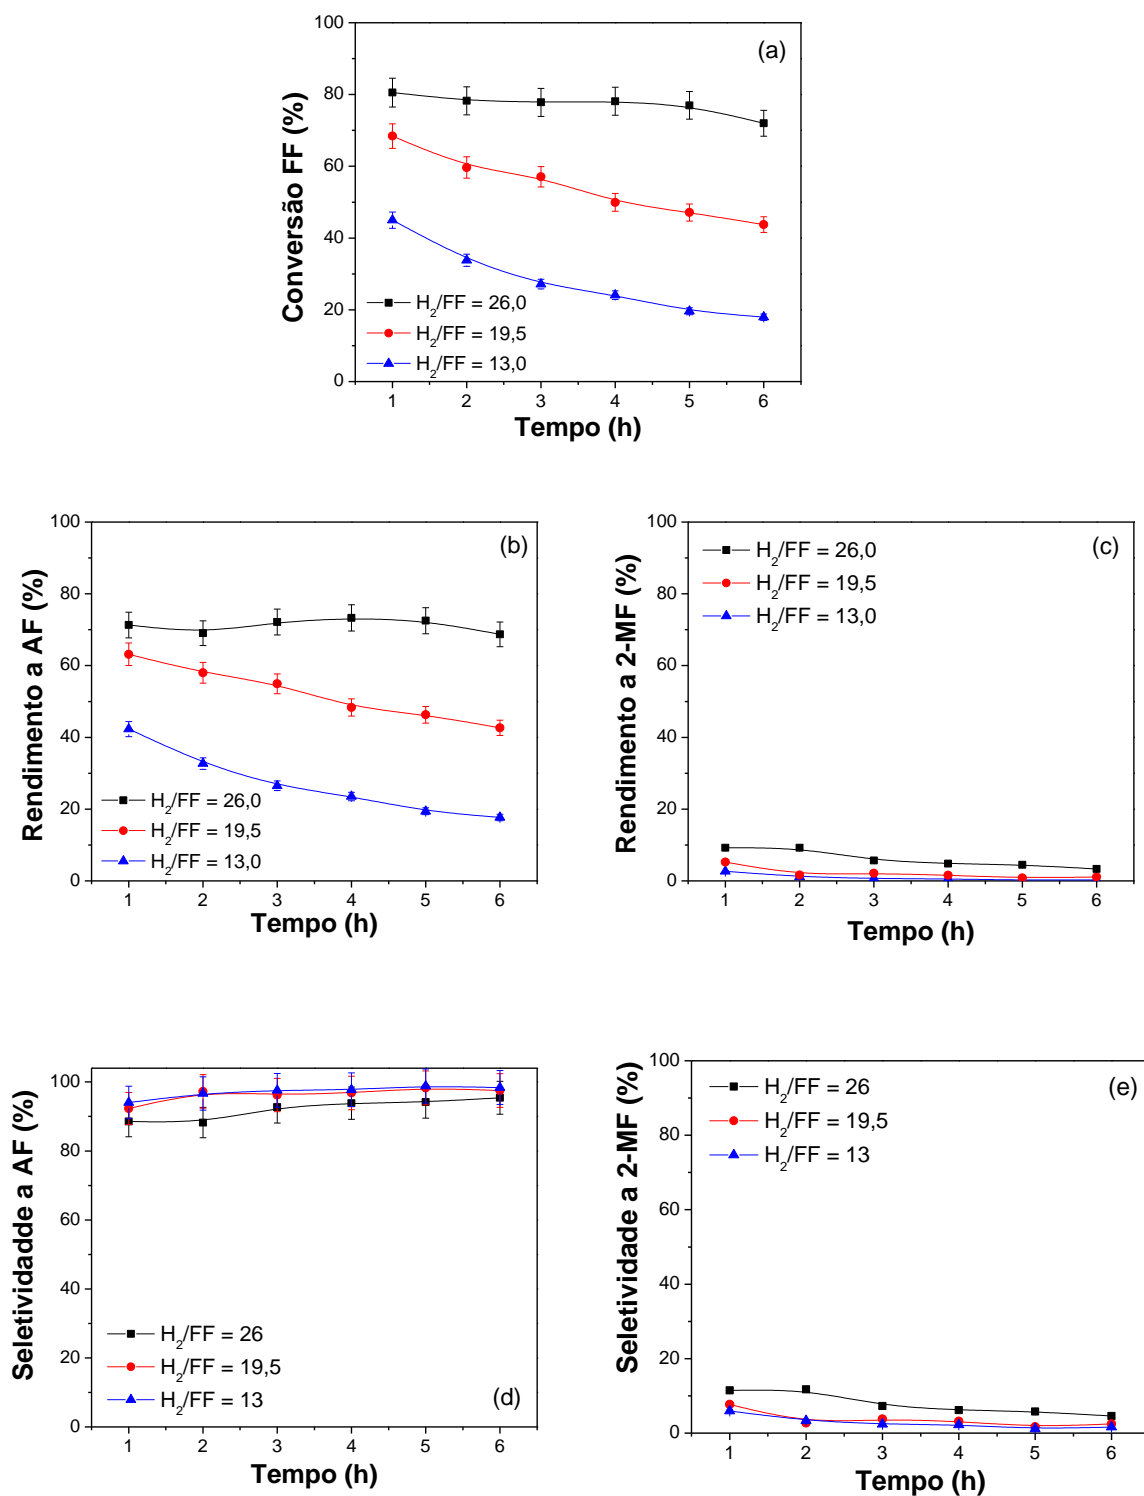 (a)
Conversão FF (%)
100
80
60
40
20
0
H2/FF = 26,0
H2/FF = 19,5
H2/FF = 13,0
1 2 3 4 5 6
Tempo (h)
(b)
Rendimento a AF (%)
100
80
60
40
20
0
H2/FF = 26,0
H2/FF = 19,5
H2/FF = 13,0
1 2 3 4 5 6
Tempo (h)
(c)
Rendimento a 2-MF (%)
100
80
60
40
20
0
H2/FF = 26,0
H2/FF = 19,5
H2/FF = 13,0
1 2 3 4 5 6
Tempo (h)
Seletividadde a AF (%)
100
80
60
40
20
0
H2/FF = 26
H2/FF = 19,5
H2/FF = 13
(d)
1 2 3 4 5 6
Tempo (h)
(e)
Seletividade a 2-MF (%)
100
80
60
40
20
0
H2/FF = 26
H2/FF = 19,5
H2/FF = 13
1 2 3 4 5 6
Tempo (h)